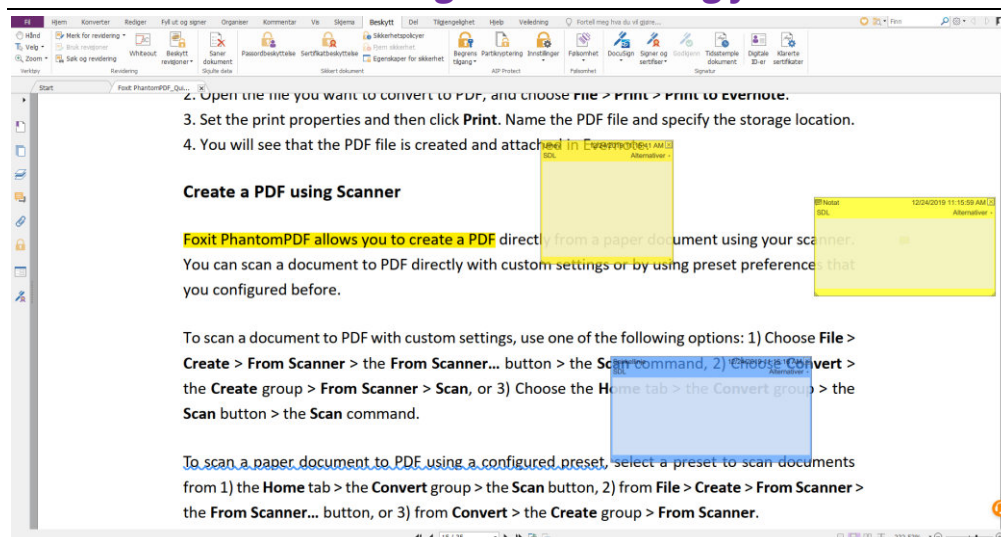 Fil Hjem Konverter Rediger Fyll ut og signer Organiser Kommentar Vis Skjema Beskytt Del Tilgjengelighet Hjelp Veiledning Fortell meg hva du vil gjøre... Finn
Hånd Merk for revidering Whiteout Beskytt revisjoner Saner dokument Passordbeskyttelse Sertifikatbeskyttelse Sikkerhetspolicyer Begrens tilgang Partikryptering Innstillinger Følsomhet DocuSign Signer og sertifiser Godkjenn Tidsstemple dokument Digitale ID-er Klarerte sertifikater
Velg Bruk revisjoner Fjern sikkerhet
Zoom Søk og revidering Egenskaper for sikkerhet
Verktøy Revidering Skjulte data Sikkert dokument AIP Protect Følsomhet Signatur
Start Foxit PhantomPDF_Qui...
2. Open the file you want to convert to PDF, and choose File > Print > Print to Evernote.
3. Set the print properties and then click Print. Name the PDF file and specify the storage location.
4. You will see that the PDF file is created and attached in Evernote.
SDL Alternativer
Create a PDF using Scanner
Notat 12/24/2019 11:15:59 AM
SDL Alternativer
Foxit PhantomPDF allows you to create a PDF directly from a paper document using your scanner.
You can scan a document to PDF directly with custom settings or by using preset preferences that
you configured before.
To scan a document to PDF with custom settings, use one of the following options: 1) Choose File >
Create > From Scanner > the From Scanner... button > the Scan command, 2) Choose Convert >
SDL Alternativer
the Create group > From Scanner > Scan, or 3) Choose the Home tab > the Convert group > the
Scan button > the Scan command.
To scan a paper document to PDF using a configured preset, select a preset to scan documents
from 1) the Home tab > the Convert group > the Scan button, 2) from File > Create > From Scanner >
the From Scanner... button, or 3) from Convert > the Create group > From Scanner.